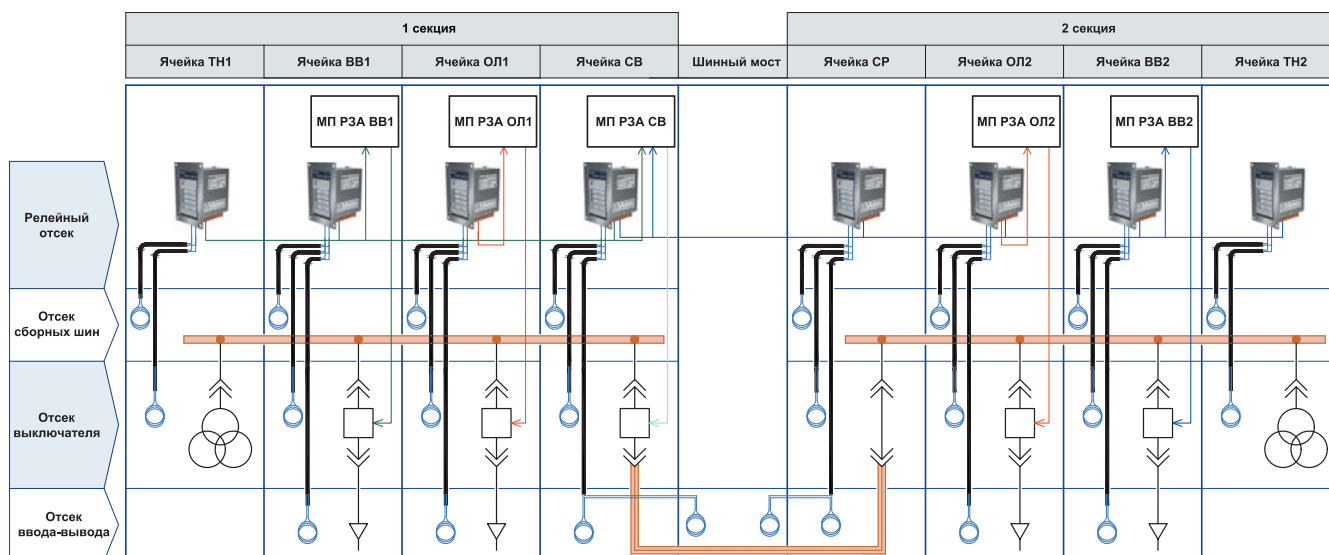 1 секция
2 секция
Ячейка ТН1
Ячейка ВВ1
Ячейка ОЛ1
Ячейка СВ
Шинный мост
Ячейка СР
Ячейка ОЛ2
Ячейка ВВ2
Ячейка ТН2
МП РЗА ВВ1
МП РЗА ОЛ1
МП РЗА СВ
МП РЗА ОЛ2
МП РЗА ВВ2
Релейный
отсек
Отсек
сборных шин
Отсек
выключателя
Отсек
ввода-вывода